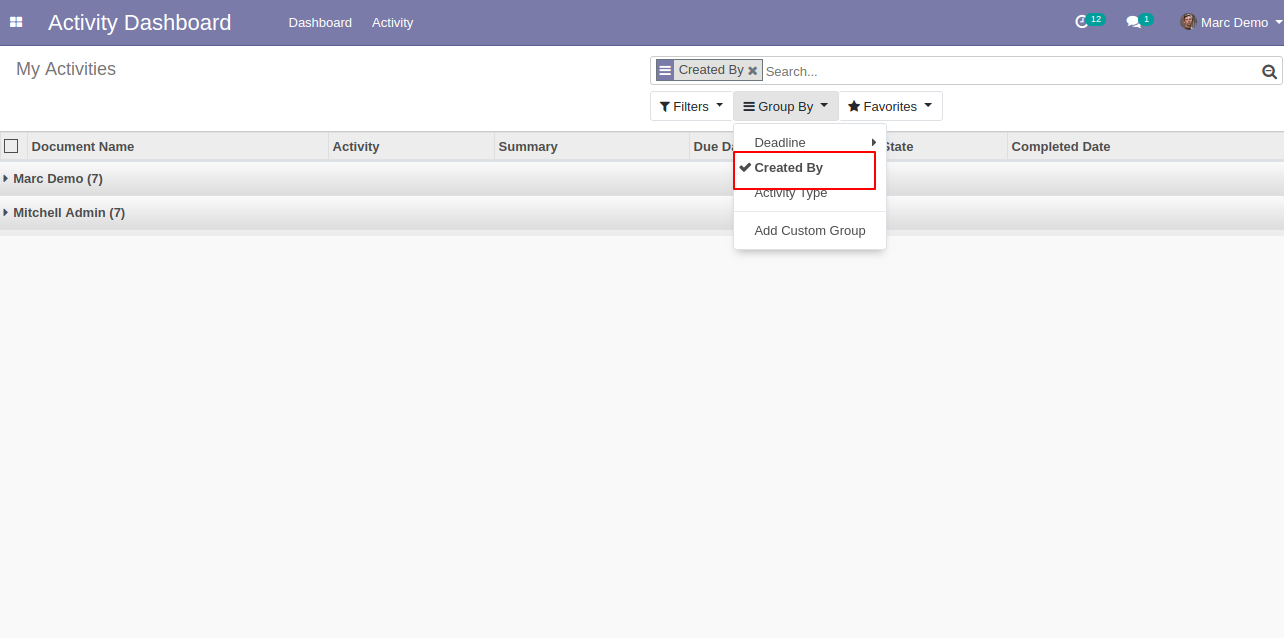 Activity Dashboard Dashboard Activity 12 1 Marc Demo
My Activities
Created By Search...
Filters Group By Favorites
Document Name Activity Summary Due Da State Completed Date
Deadline
Created By
Activity Type
Add Custom Group
Marc Demo (7)
Mitchell Admin (7)